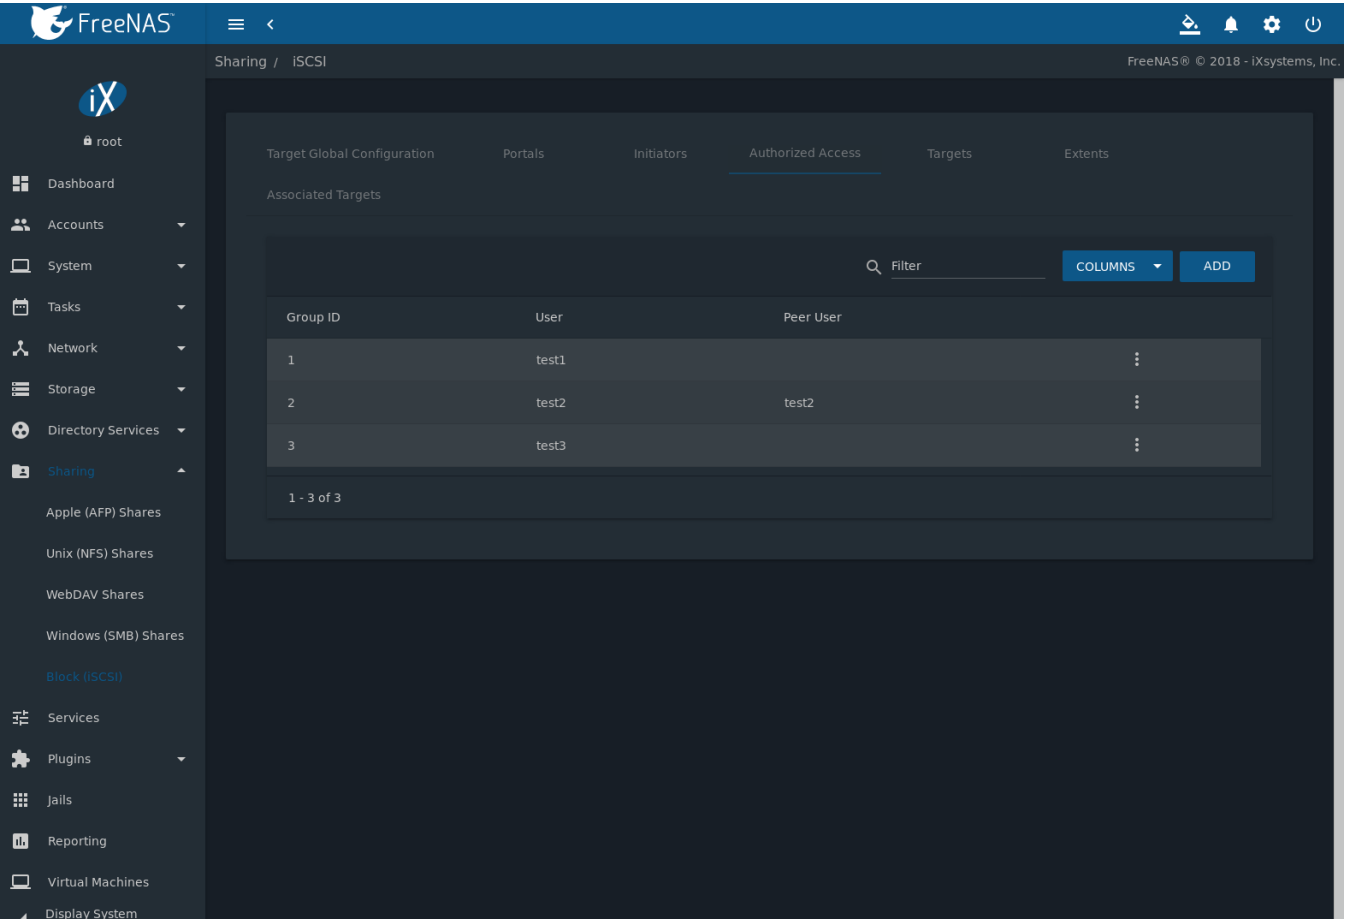 FreeNAS™
Sharing / iSCSI
FreeNAS® © 2018 - iXsystems, Inc.
iX
root
Dashboard
Accounts
System
Tasks
Network
Storage
Directory Services
Sharing
Apple (AFP) Shares
Unix (NFS) Shares
WebDAV Shares
Windows (SMB) Shares
Block (iSCSI)
Services
Plugins
Jails
Reporting
Virtual Machines
Display System
Target Global Configuration Portals Initiators Authorized Access Targets Extents
Associated Targets
Filter COLUMNS ADD
Group ID User Peer User
1 test1
2 test2 test2
3 test3
1 - 3 of 3